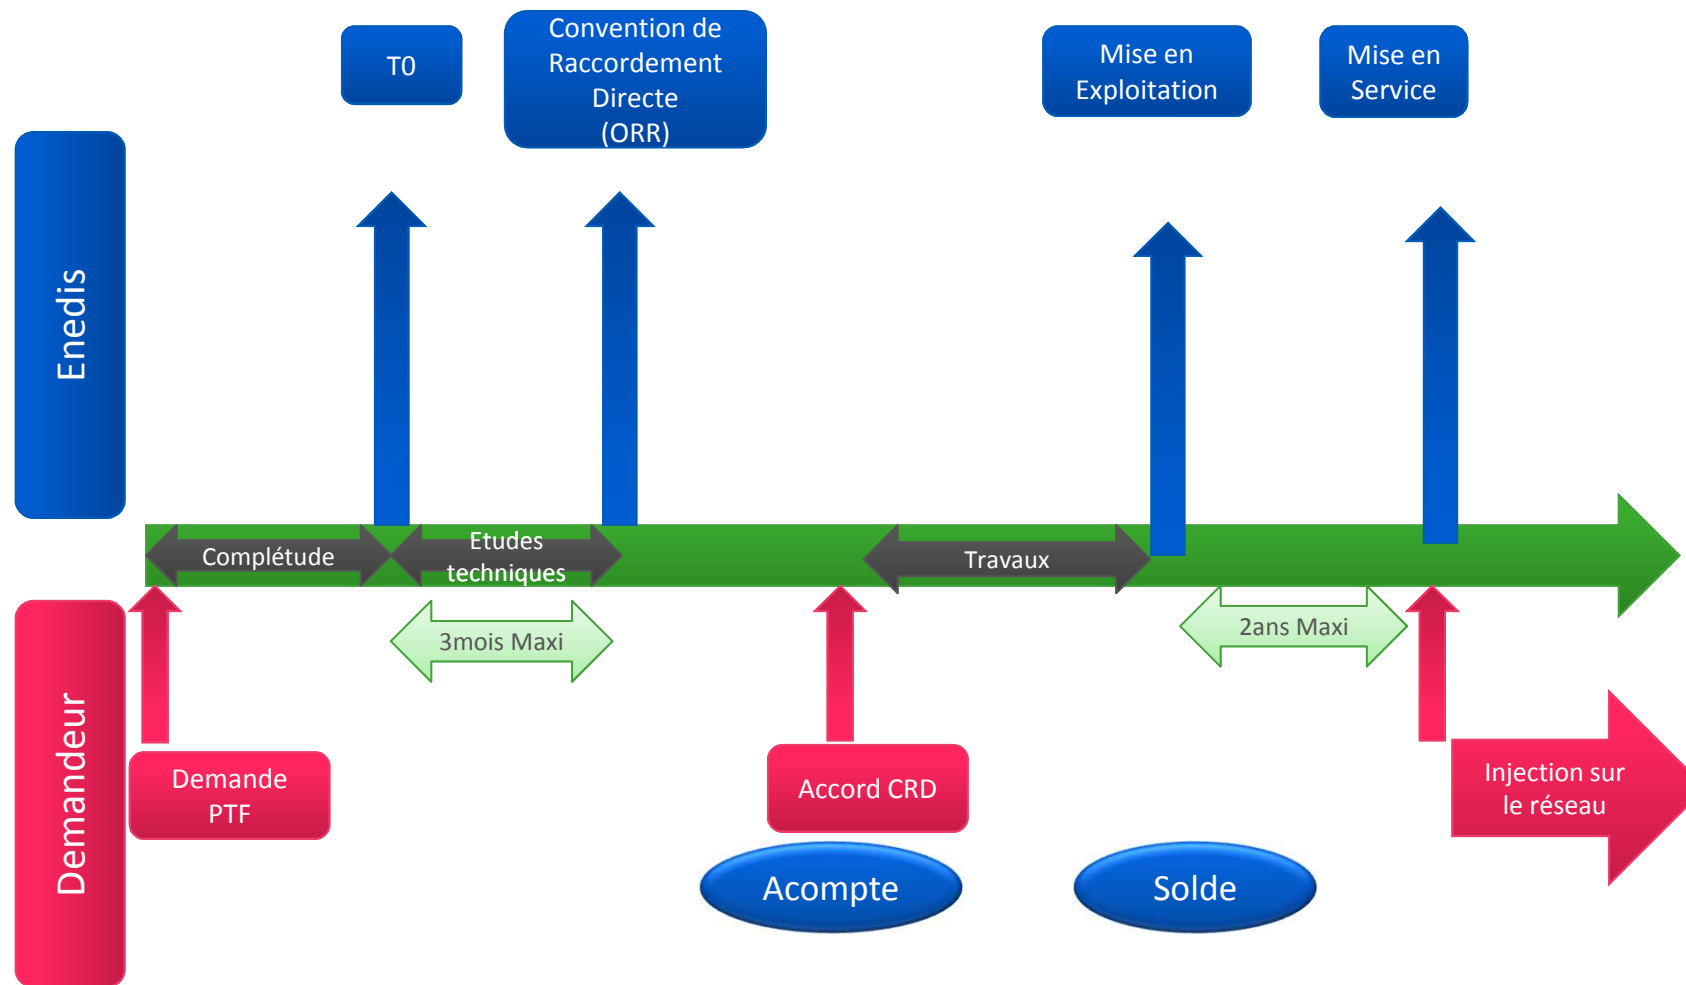 T0
Convention de
Raccordement
Directe
(ORR)
Mise en
Exploitation
Mise en
Service
Enedis
Complétude
Etudes
techniques
Travaux
3mois Maxi
2ans Maxi
Demandeur
Demande
PTF
Accord CRD
Injection sur
le réseau
Acompte
Solde